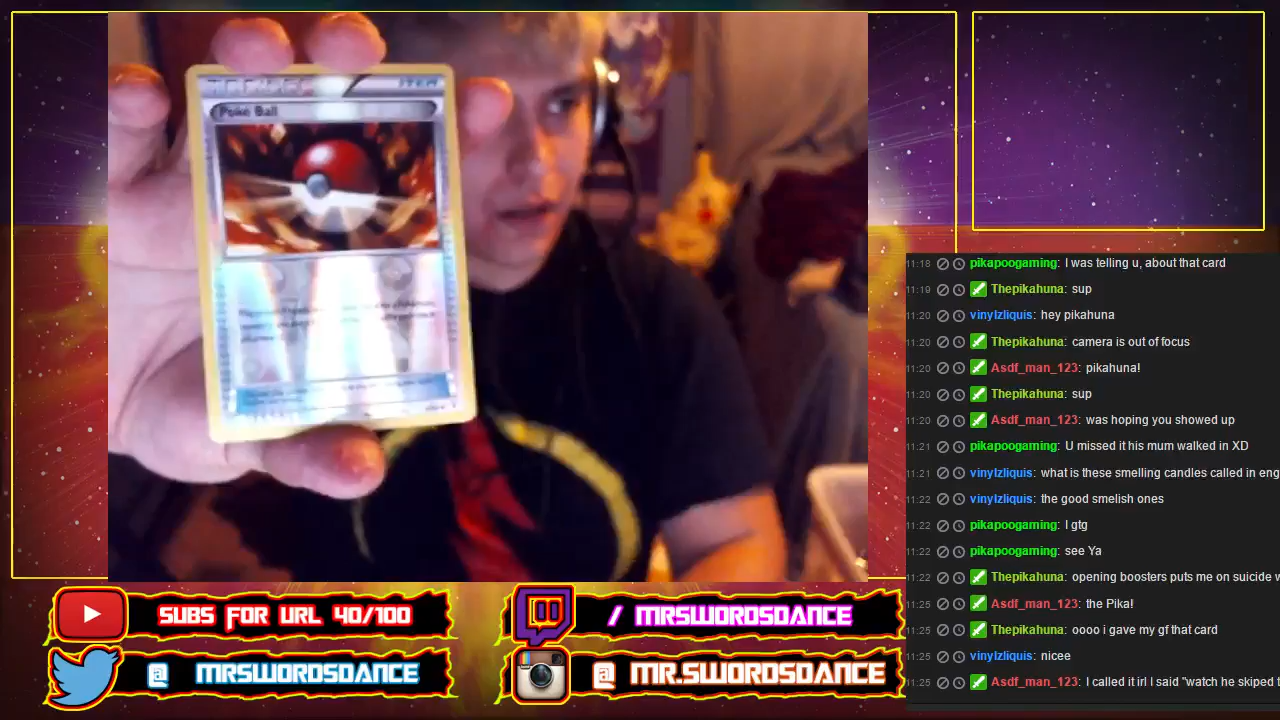 ITEM
Poke Ball
11:18 pikapoogaming: I was telling u, about that card
11:19 Thepikahuna: sup
11:20 vinylzliquis: hey pikahuna
11:20 Thepikahuna: camera is out of focus
11:20 Asdf_man_123: pikahuna!
11:20 Thepikahuna: sup
11:20 Asdf_man_123: was hoping you showed up
11:21 pikapoogaming: U missed it his mum walked in XD
11:21 vinylzliquis: what is these smelling candles called in eng
11:22 vinylzliquis: the good smelish ones
11:22 pikapoogaming: I gtg
11:22 pikapoogaming: see Ya
11:22 Thepikahuna: opening boosters puts me on suicide w
11:25 Asdf_man_123: the Pika!
11:25 Thepikahuna: oooo i gave my gf that card
11:25 vinylzliquis: nicee
11:25 Asdf_man_123: I called it irl I said "watch he skiped t
SUBS FOR URL 40/100
/ MRSWORDSDANCE
@ MRSWORDSDANCE
@ MR.SWORDSDANCE